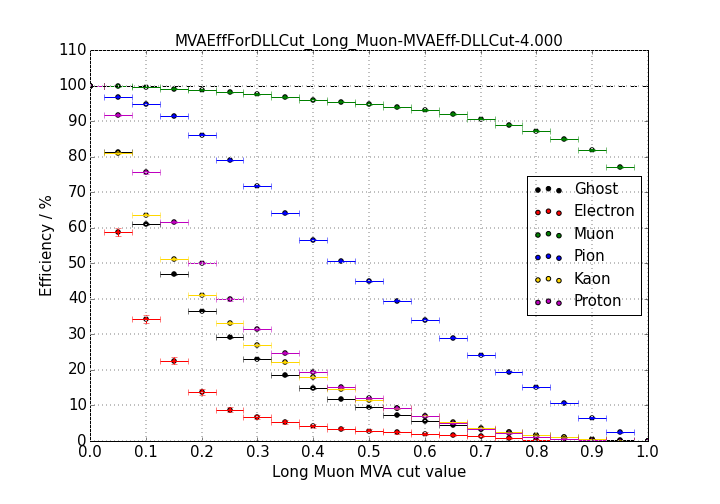 MVAEffForDLLCut_Long_Muon-MVAEff-DLLCut-4.000
110
100
90
80
70
60
50
40
30
20
10
0
Efficiency / %
Ghost
Electron
Muon
Pion
Kaon
Proton
0.0 0.1 0.2 0.3 0.4 0.5 0.6 0.7 0.8 0.9 1.0
Long Muon MVA cut value